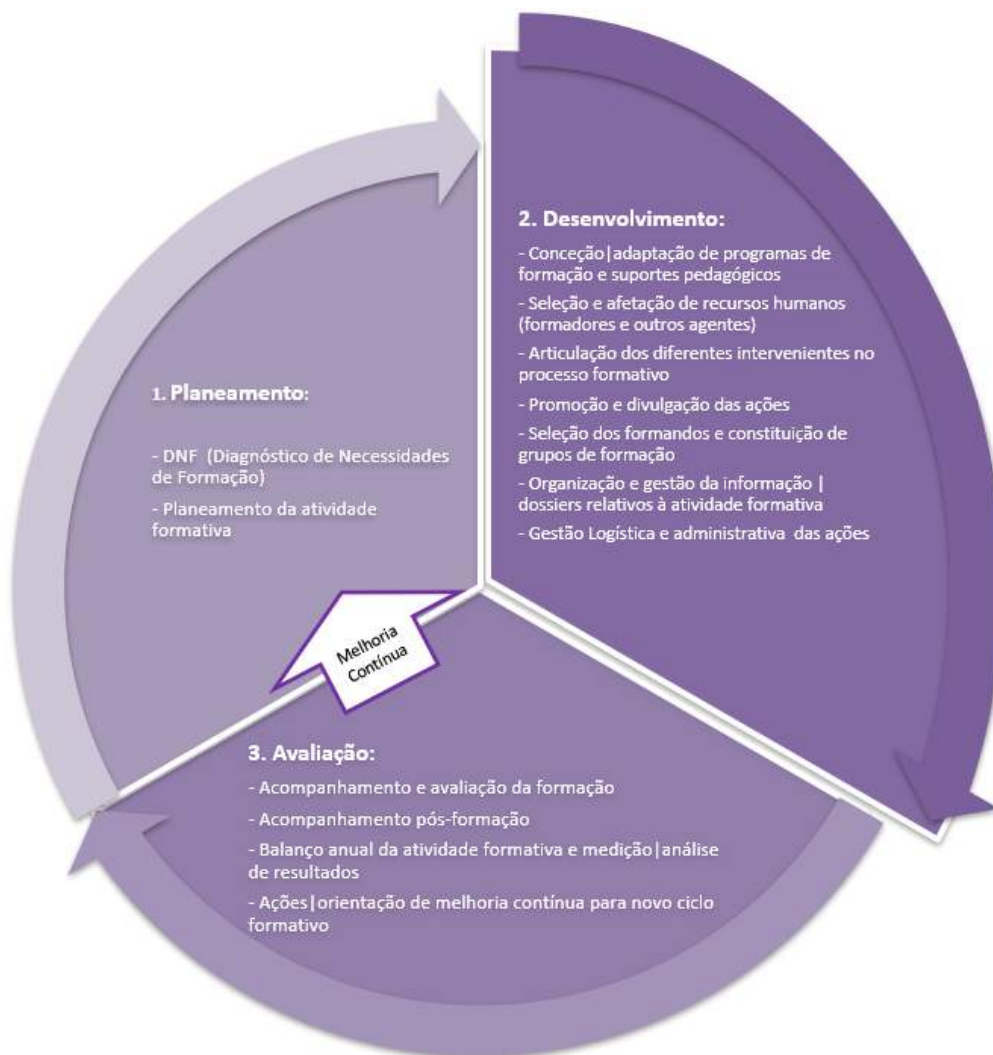 1. Planeamento:
- DNF (Diagnóstico de Necessidades
de Formação)
- Planeamento da atividade
formativa
2. Desenvolvimento:
- Conceção|adaptação de programas de
formação e suportes pedagógicos
- Seleção e afetação de recursos humanos
(formadores e outros agentes)
- Articulação dos diferentes intervenientes no
processo formativo
- Promoção e divulgação das ações
- Seleção dos formandos e constituição de
grupos de formação
- Organização e gestão da informação |
dossiers relativos à atividade formativa
- Gestão Logística e administrativa das ações
Melhoria
Contínua
3. Avaliação:
- Acompanhamento e avaliação da formação
- Acompanhamento pós-formação
- Balanço anual da atividade formativa e medição|análise
de resultados
- Ações|orientação de melhoria contínua para novo ciclo
formativo